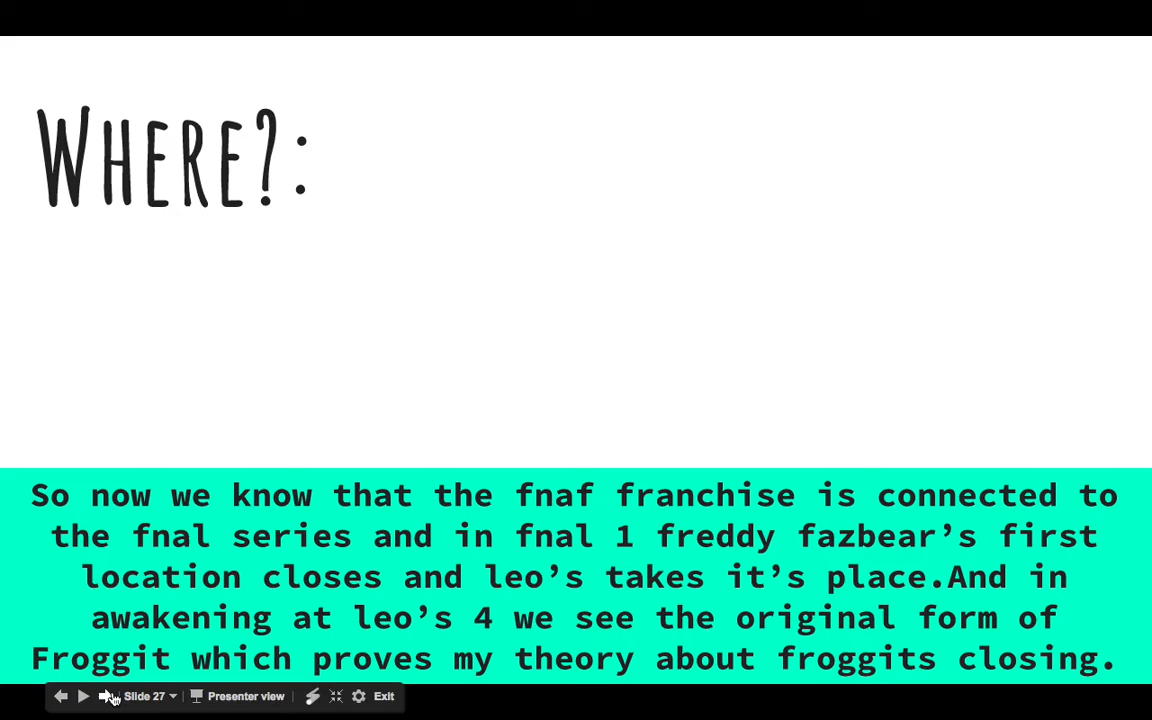 WHERE?:
So now we know that the fnaf franchise is connected to
the fnal series and in fnal 1 freddy fazbear’s first
location closes and leo’s takes it’s place.And in
awakening at leo’s 4 we see the original form of
Froggit which proves my theory about froggits closing.
Slide 27 Presenter view Exit